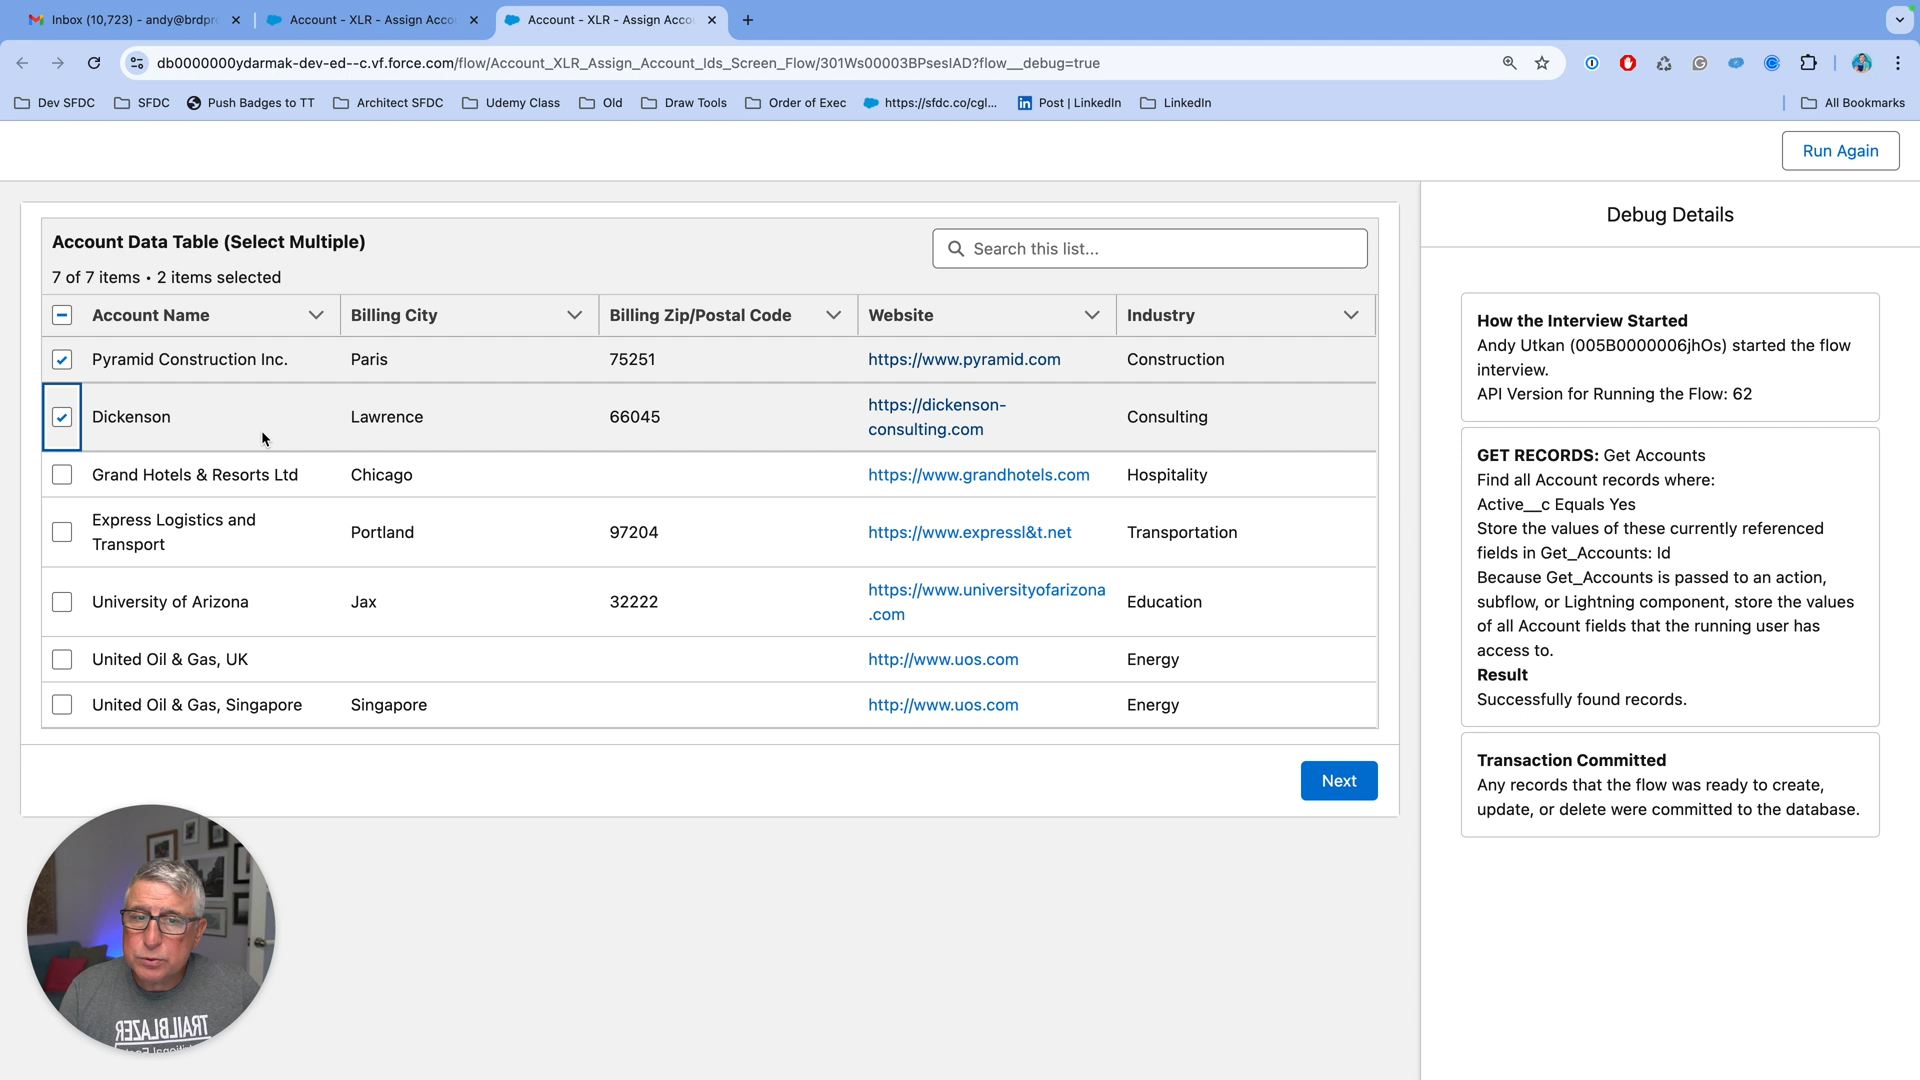 Inbox (10,723) - andy@brdpr
Account - XLR - Assign Acco
Account - XLR - Assign Acco
db0000000ydarmak-dev-ed--c.vf.force.com/flow/Account_XLR_Assign_Account_Ids_Screen_Flow/301Ws00003BPsesIAD?flow__debug=true
Dev SFDC
SFDC
Push Badges to TT
Architect SFDC
Udemy Class
Old
Draw Tools
Order of Exec
https://sfdc.co/cgl...
Post | LinkedIn
LinkedIn
All Bookmarks
Run Again
Account Data Table (Select Multiple)
7 of 7 items • 2 items selected
Search this list...
Account Name Billing City Billing Zip/Postal Code Website Industry
Pyramid Construction Inc. Paris 75251 https://www.pyramid.com Construction
Dickenson Lawrence 66045 https://dickenson-
consulting.com Consulting
Grand Hotels & Resorts Ltd Chicago https://www.grandhotels.com Hospitality
Express Logistics and
Transport Portland 97204 https://www.expressl&t.net Transportation
University of Arizona Jax 32222 https://www.universityofarizona
.com Education
United Oil & Gas, UK http://www.uos.com Energy
United Oil & Gas, Singapore Singapore http://www.uos.com Energy
Next
Debug Details
How the Interview Started
Andy Utkan (005B0000006jhOs) started the flow
interview.
API Version for Running the Flow: 62
GET RECORDS: Get Accounts
Find all Account records where:
Active__c Equals Yes
Store the values of these currently referenced
fields in Get_Accounts: Id
Because Get_Accounts is passed to an action,
subflow, or Lightning component, store the values
of all Account fields that the running user has
access to.
Result
Successfully found records.
Transaction Committed
Any records that the flow was ready to create,
update, or delete were committed to the database.
TRAILBLAZER